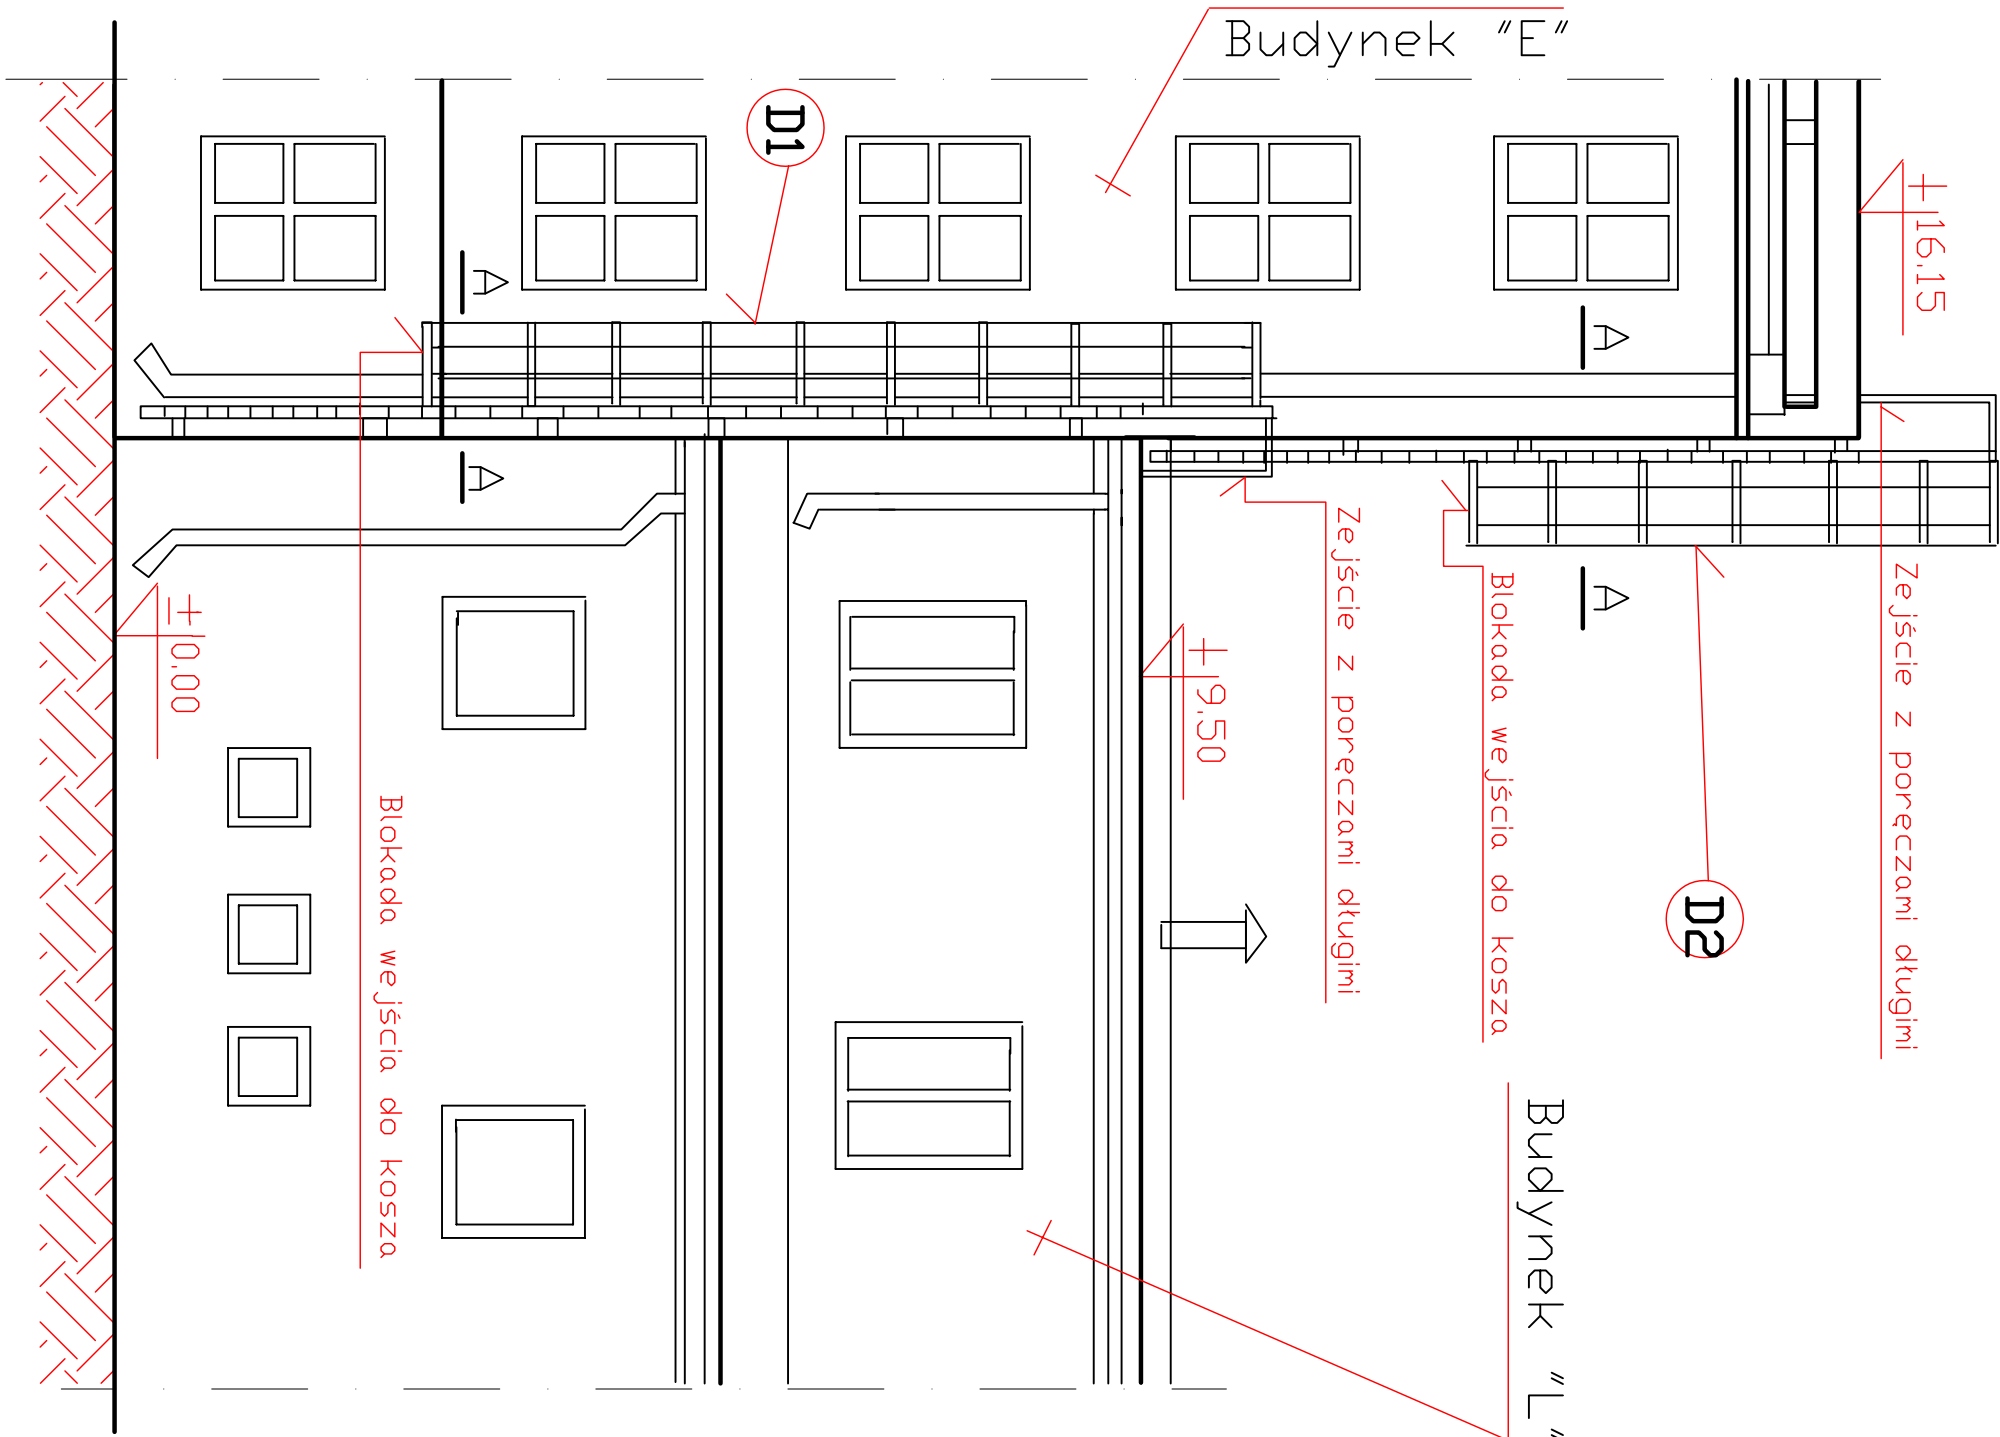 Budynek "E"
D1
+16.15
Zejście z poręczami długimi
D2
Blokada wejścia do kosza
Zejście z poręczami długimi
+9.50
Budynek "L"
Blokada wejścia do kosza
±0.00
A
A
A
A